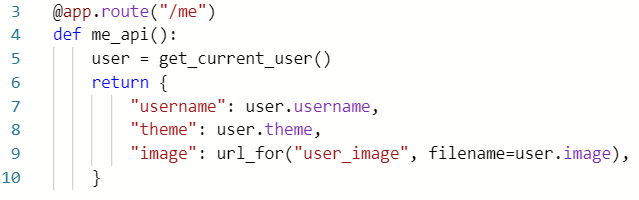 3 @app.route("/me")
4 def me_api():
5     user = get_current_user()
6     return {
7         "username": user.username,
8         "theme": user.theme,
9         "image": url_for("user_image", filename=user.image),
10     }